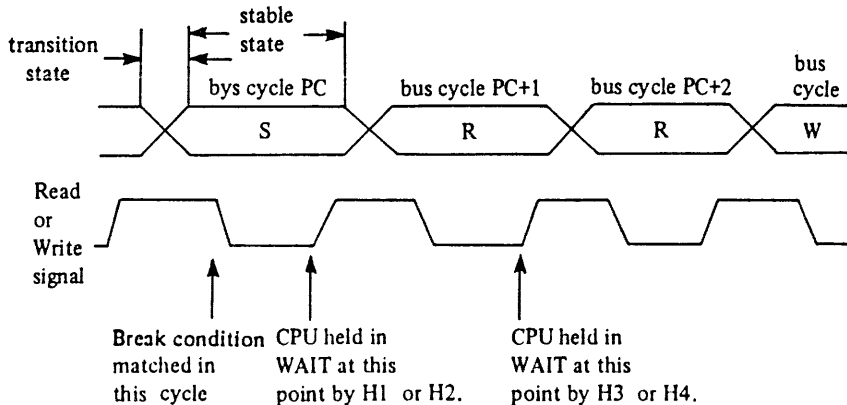 stable
state
transition
state
bys cycle PC
bus cycle PC+1
bus cycle PC+2
bus
cycle
S
R
R
W
Read
or
Write
signal
Break condition
matched in
this cycle
CPU held in
WAIT at this
point by H1 or H2.
CPU held in
WAIT at this
point by H3 or H4.